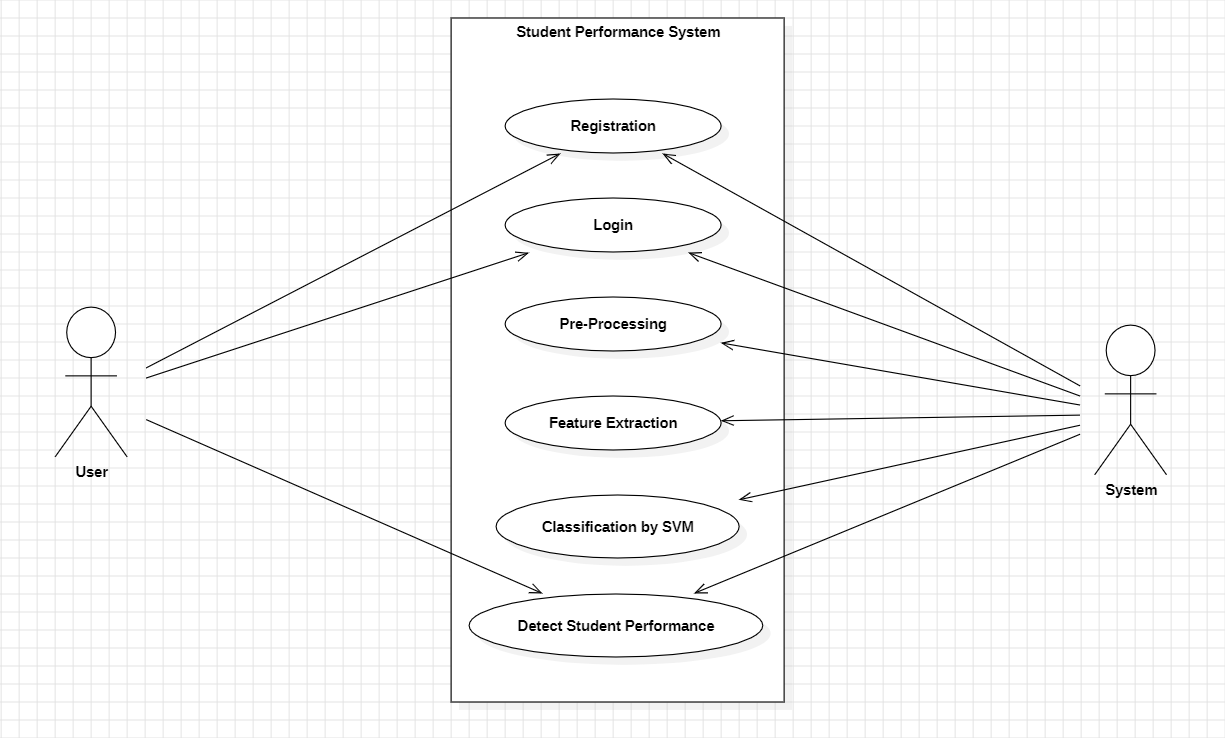 Student Performance System
Registration
Login
Pre-Processing
Feature Extraction
Classification by SVM
Detect Student Performance
User
System